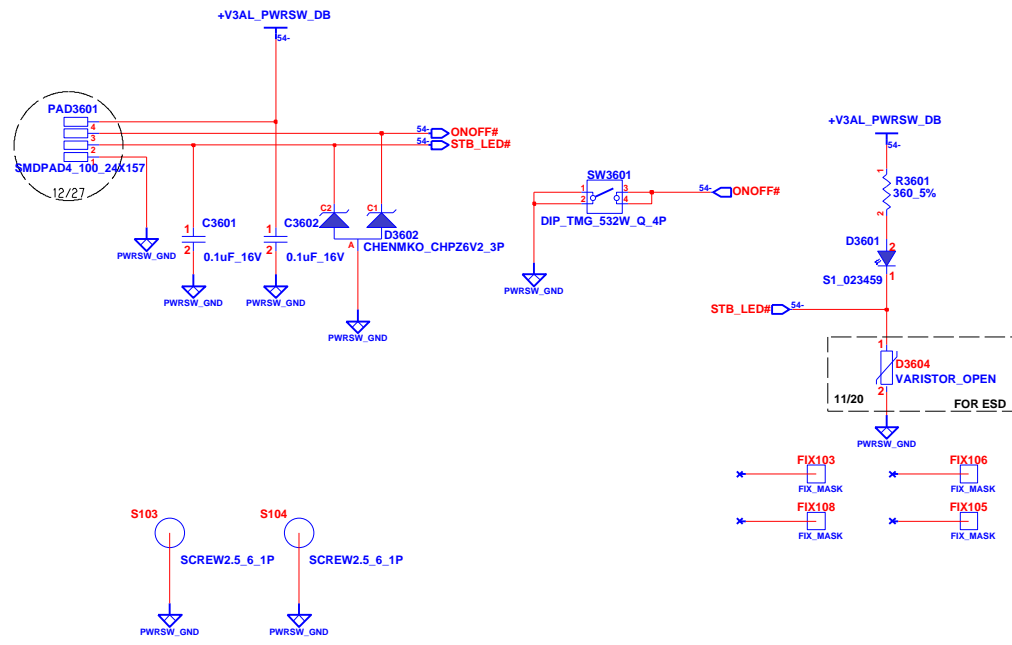 +V3AL_PWRSW_DB
54-
PAD3601
4
3
2
1
SMDPAD4_100_24X157
12/27
54- ONOFF#
54- STB_LED#
PWRSW_GND
C3601
1
2
0.1uF_16V
PWRSW_GND
C3602
1
2
0.1uF_16V
PWRSW_GND
C2
C1
A
D3602
CHENMKO_CHPZ6V2_3P
PWRSW_GND
SW3601
1
2
3
4
DIP_TMG_532W_Q_4P
54- ONOFF#
PWRSW_GND
+V3AL_PWRSW_DB
54-
1
R3601
360_5%
2
D3601
2
1
S1_023459
STB_LED# 54-
1
D3604
VARISTOR_OPEN
2
11/20
FOR ESD
PWRSW_GND
FIX103
FIX_MASK
FIX106
FIX_MASK
FIX108
FIX_MASK
FIX105
FIX_MASK
S103
SCREW2.5_6_1P
PWRSW_GND
S104
SCREW2.5_6_1P
PWRSW_GND